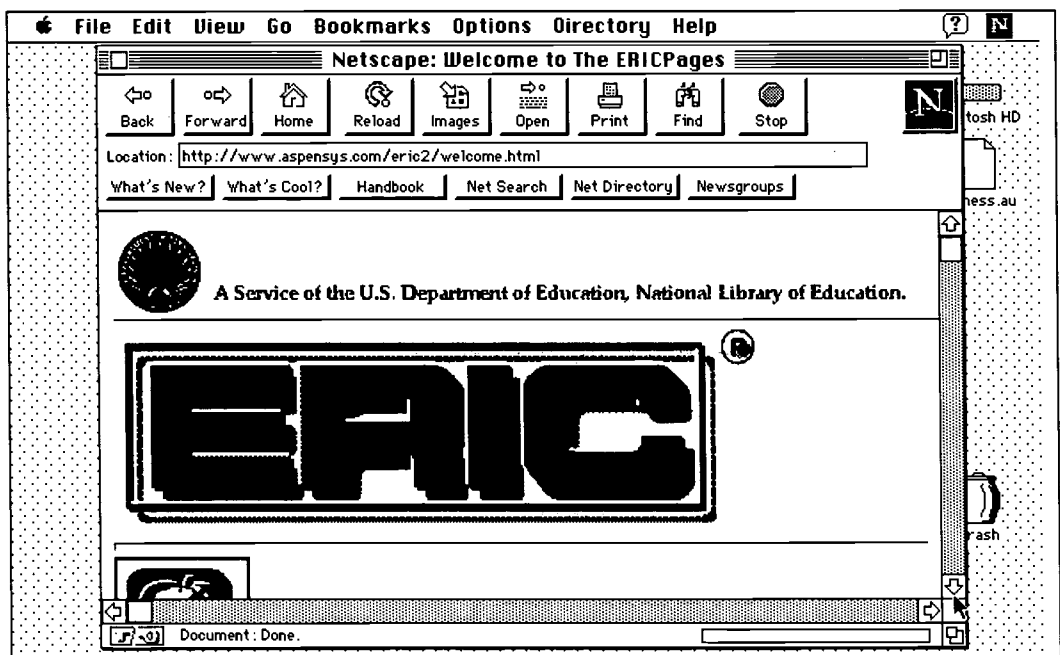 File Edit View Go Bookmarks Options Directory Help
Netscape: Welcome to The ERICPages
Back Forward Home Reload Images Open Print Find Stop
N
tosh HD
Location: http://www.aspensys.com/eric2/welcome.html
What's New? What's Cool? Handbook Net Search Net Directory Newsgroups
ness.au
A Service of the U.S. Department of Education, National Library of Education.
ERIC
rash
Document: Done.